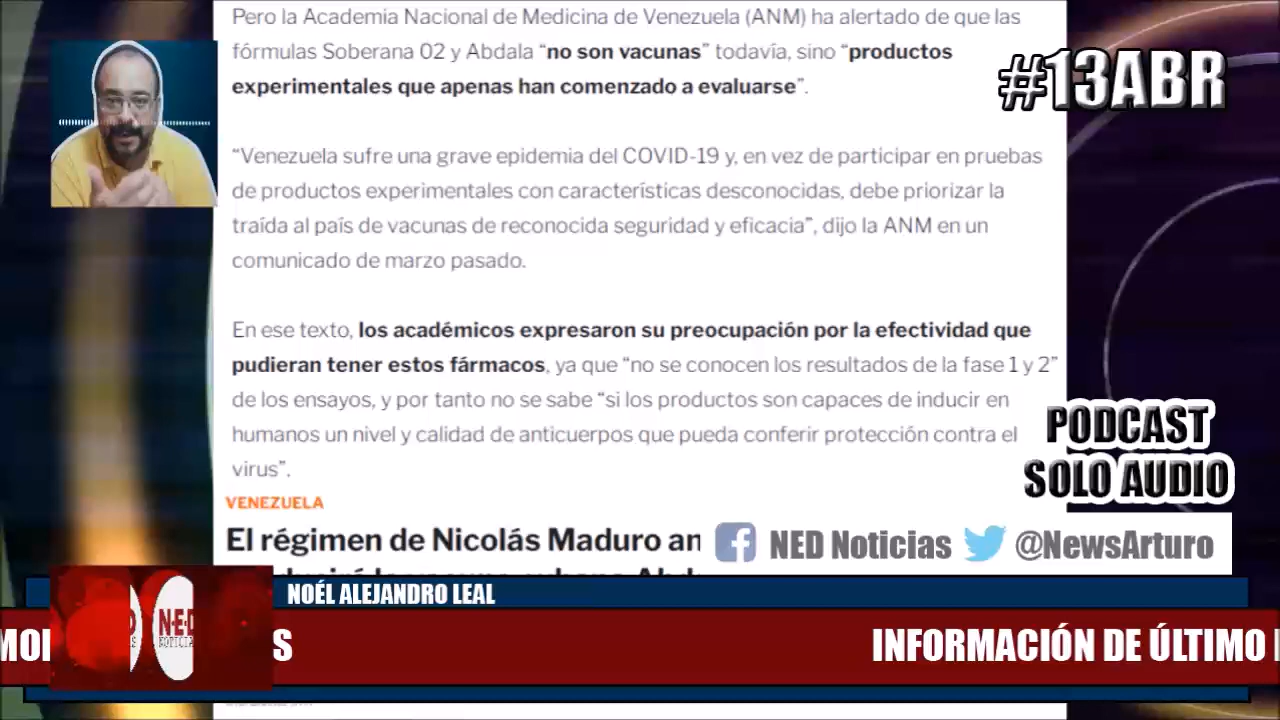 Pero la Academia Nacional de Medicina de Venezuela (ANM) ha alertado de que las
fórmulas Soberana 02 y Abdala “no son vacunas” todavía, sino “productos
experimentales que apenas han comenzado a evaluarse”.
#13ABR
“Venezuela sufre una grave epidemia del COVID-19 y, en vez de participar en pruebas
de productos experimentales con características desconocidas, debe priorizar la
traída al país de vacunas de reconocida seguridad y eficacia”, dijo la ANM en un
comunicado de marzo pasado.
En ese texto, los académicos expresaron su preocupación por la efectividad que
pudieran tener estos fármacos, ya que “no se conocen los resultados de la fase 1 y 2”
de los ensayos, y por tanto no se sabe “si los productos son capaces de inducir en
humanos un nivel y calidad de anticuerpos que pueda conferir protección contra el
virus”.
PODCAST
SOLO AUDIO
VENEZUELA
El régimen de Nicolás Maduro an
NED Noticias @NewsArturo
NOÉL ALEJANDRO LEAL
N-E-D
NOTICIA
S
INFORMACIÓN DE ÚLTIMO